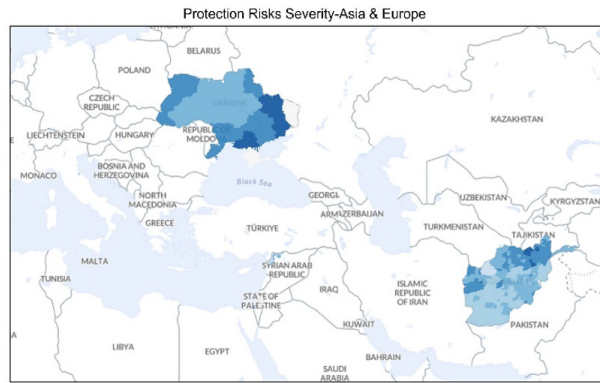 Protection Risks Severity-Asia & Europe
BELARUS
POLAND
CZECH
REPUBLIC
UKRAINE
KAZAKHSTAN
LIECHTENSTEIN
HUNGARY
REPUBLIC OF
MOLDOVA
MONACO
BOSNIA AND
HERZEGOVINA
Black Sea
NORTH
MACEDONIA
GEORGI
UZBEKISTAN
KYRGYZSTAN
ARM
AZERBAIJAN
GREECE
TÜRKIYE
TURKMENISTAN
TAJIKISTAN
MALTA
TUNISIA
SYRIAN ARAB
REPUBLIC
ISLAMIC
REPUBLIC
OF IRAN
IRAQ
STATE OF
PALESTINE
KUWAIT
PAKISTAN
LIBYA
EGYPT
BAHRAIN
SAUDI
ARABIA